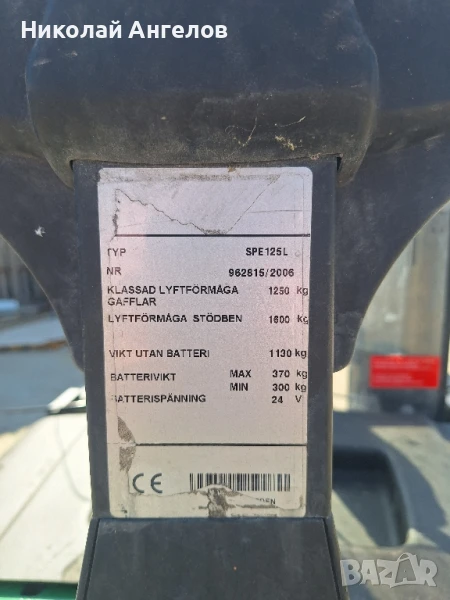 Николай Ангелов
TYP SPE125L
NR 962815/2006
KLASSAD LYFTFÖRMÅGA 1250 kg
GAFFLAR
LYFTFÖRMÅGA STÖDBEN 1600 kg
VIKT UTAN BATTERI 1130 kg
BATTERIVIKT MAX 370 kg
MIN 300 kg
BATTERISPÄNNING 24 V
CE
BAZAR